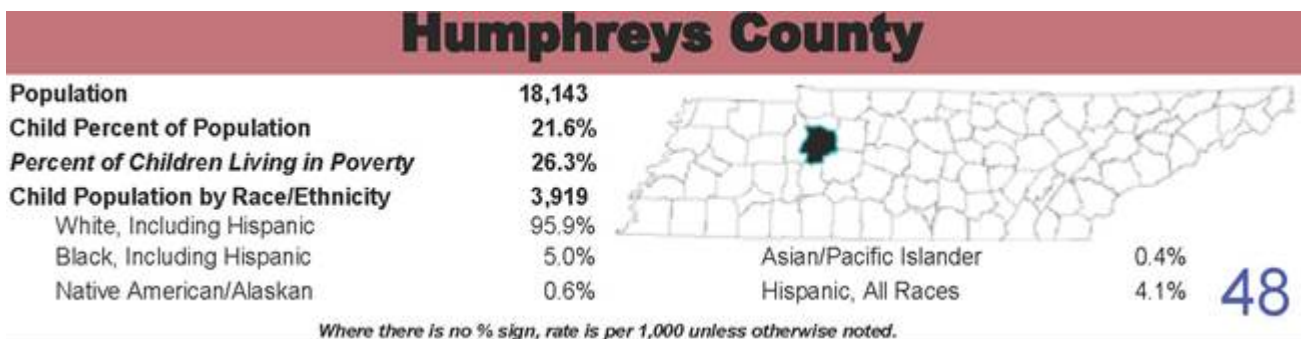 Humphreys County
Population 18,143
Child Percent of Population 21.6%
Percent of Children Living in Poverty 26.3%
Child Population by Race/Ethnicity 3,919
White, Including Hispanic 95.9%
Black, Including Hispanic 5.0% Asian/Pacific Islander 0.4%
Native American/Alaskan 0.6% Hispanic, All Races 4.1% 48
Where there is no % sign, rate is per 1,000 unless otherwise noted.